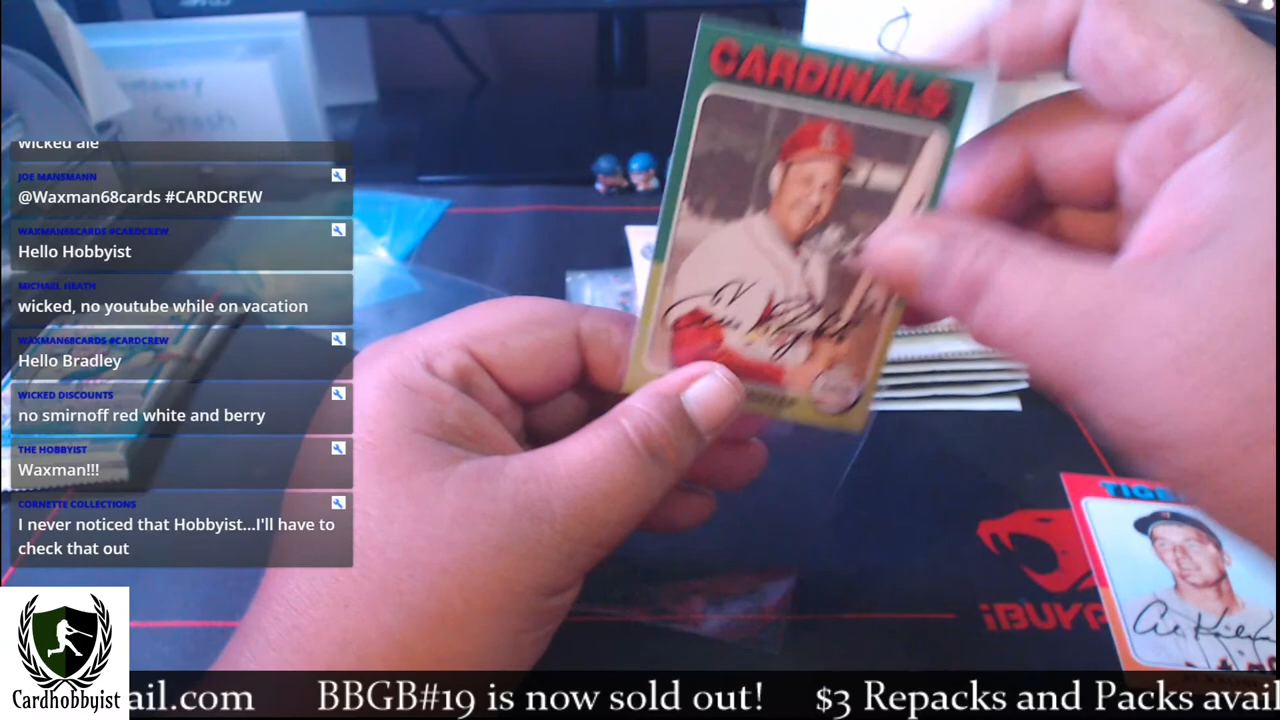 CARDINALS
wicked ale
JOE MANSMANN
@Waxman68cards #CARDCREW
WAXMAN68CARDS #CARDCREW
Hello Hobbyist
MICHAEL HEATH
wicked, no youtube while on vacation
WAXMAN68CARDS #CARDCREW
Hello Bradley
WICKED DISCOUNTS
no smirnoff red white and berry
THE HOBBYIST
Waxman!!!
CORNETTE COLLECTIONS
I never noticed that Hobbyist...I'll have to
check that out
TIGE
iBUYP
Cardhobbyist
ail.com BBGB#19 is now sold out! $3 Repacks and Packs avail